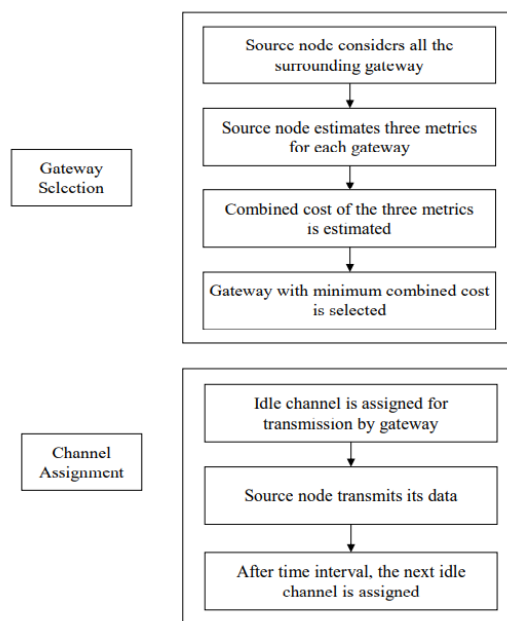 Source node considers all the
surrounding gateway
Source node estimates three metrics
for each gateway
Gateway
Selection
Combined cost of the three metrics
is estimated
Gateway with minimum combined cost
is selected
Idle channel is assigned for
transmission by gateway
Channel
Assignment
Source node transmits its data
After time interval, the next idle
channel is assigned